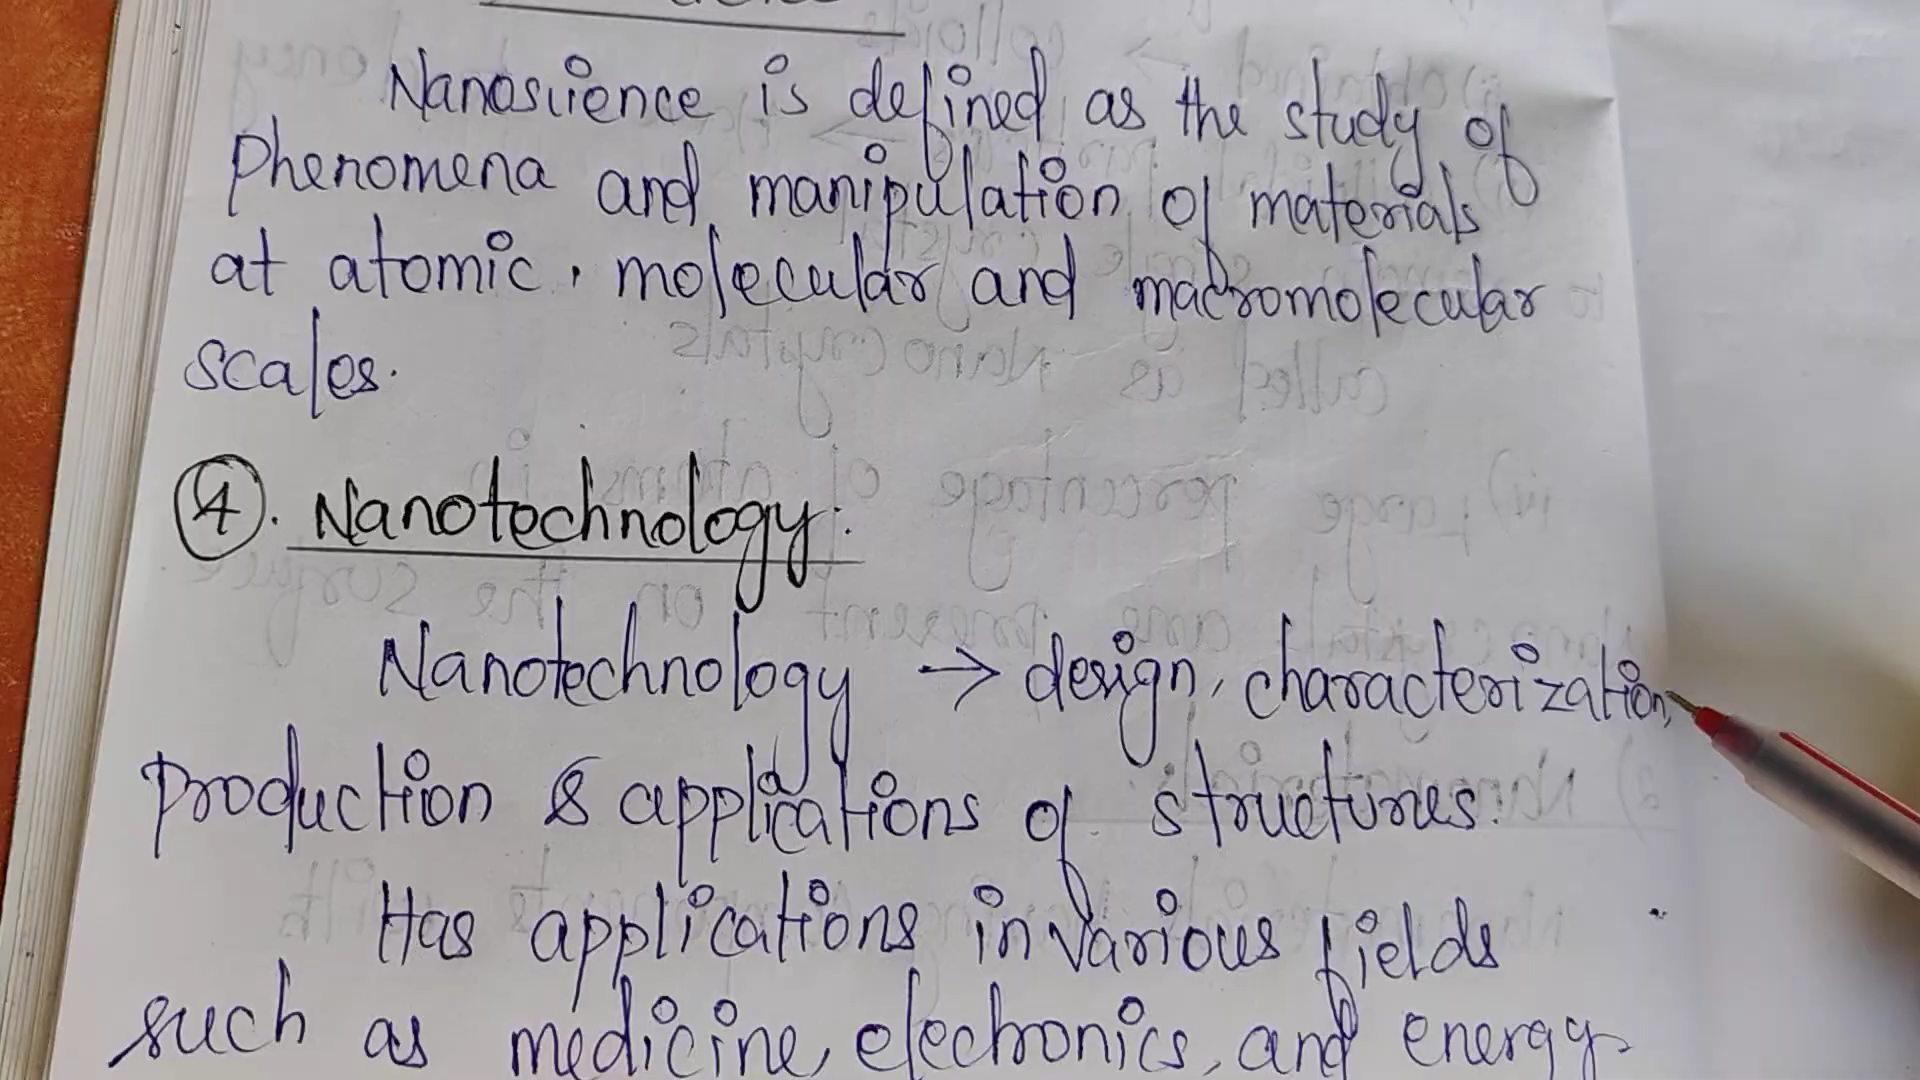 Nanoscience is defined as the study of
phenomena and manipulation of materials
at atomic, molecular and macromolecular
scales.
④. Nanotechnology:
Nanotechnology → design, characterization,
production & applications of structures.
Has applications in various fields
such as medicine, electronics, and energy.